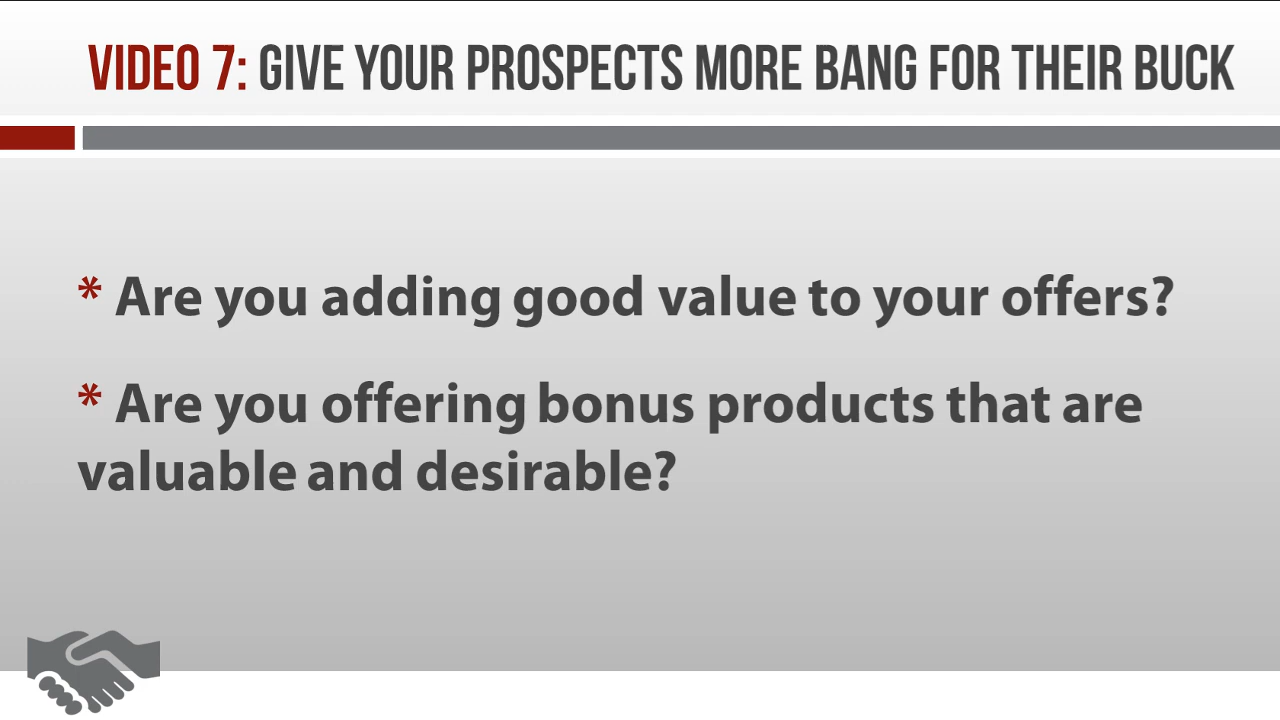 VIDEO 7: GIVE YOUR PROSPECTS MORE BANG FOR THEIR BUCK
* Are you adding good value to your offers?
* Are you offering bonus products that are
valuable and desirable?